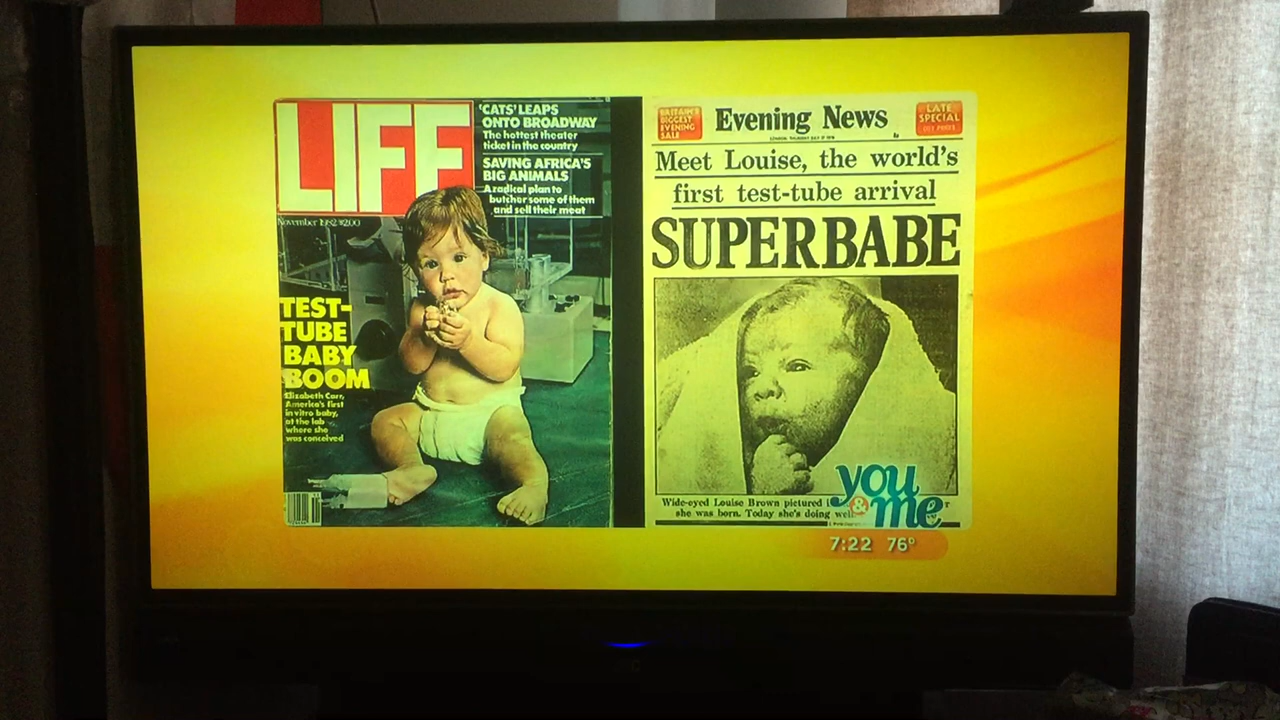 LIFE
'CATS' LEAPS
ONTO BROADWAY
The hottest theater
ticket in the country
SAVING AFRICA'S
BIG ANIMALS
A radical plan to
butcher some of them
and sell their meat
November 1982 $2.00
TEST-
TUBE
BABY
BOOM
Elizabeth Carr,
America's first
in vitro baby,
at the lab
where she
was conceived
BRITAIN'S
BIGGEST
EVENING
SALE
Evening News
LATE
SPECIAL
Meet Louise, the world's
first test-tube arrival
SUPERBABE
Wide-eyed Louise Brown pictured
she was born. Today she's doing well
you
& me
7:22 76°